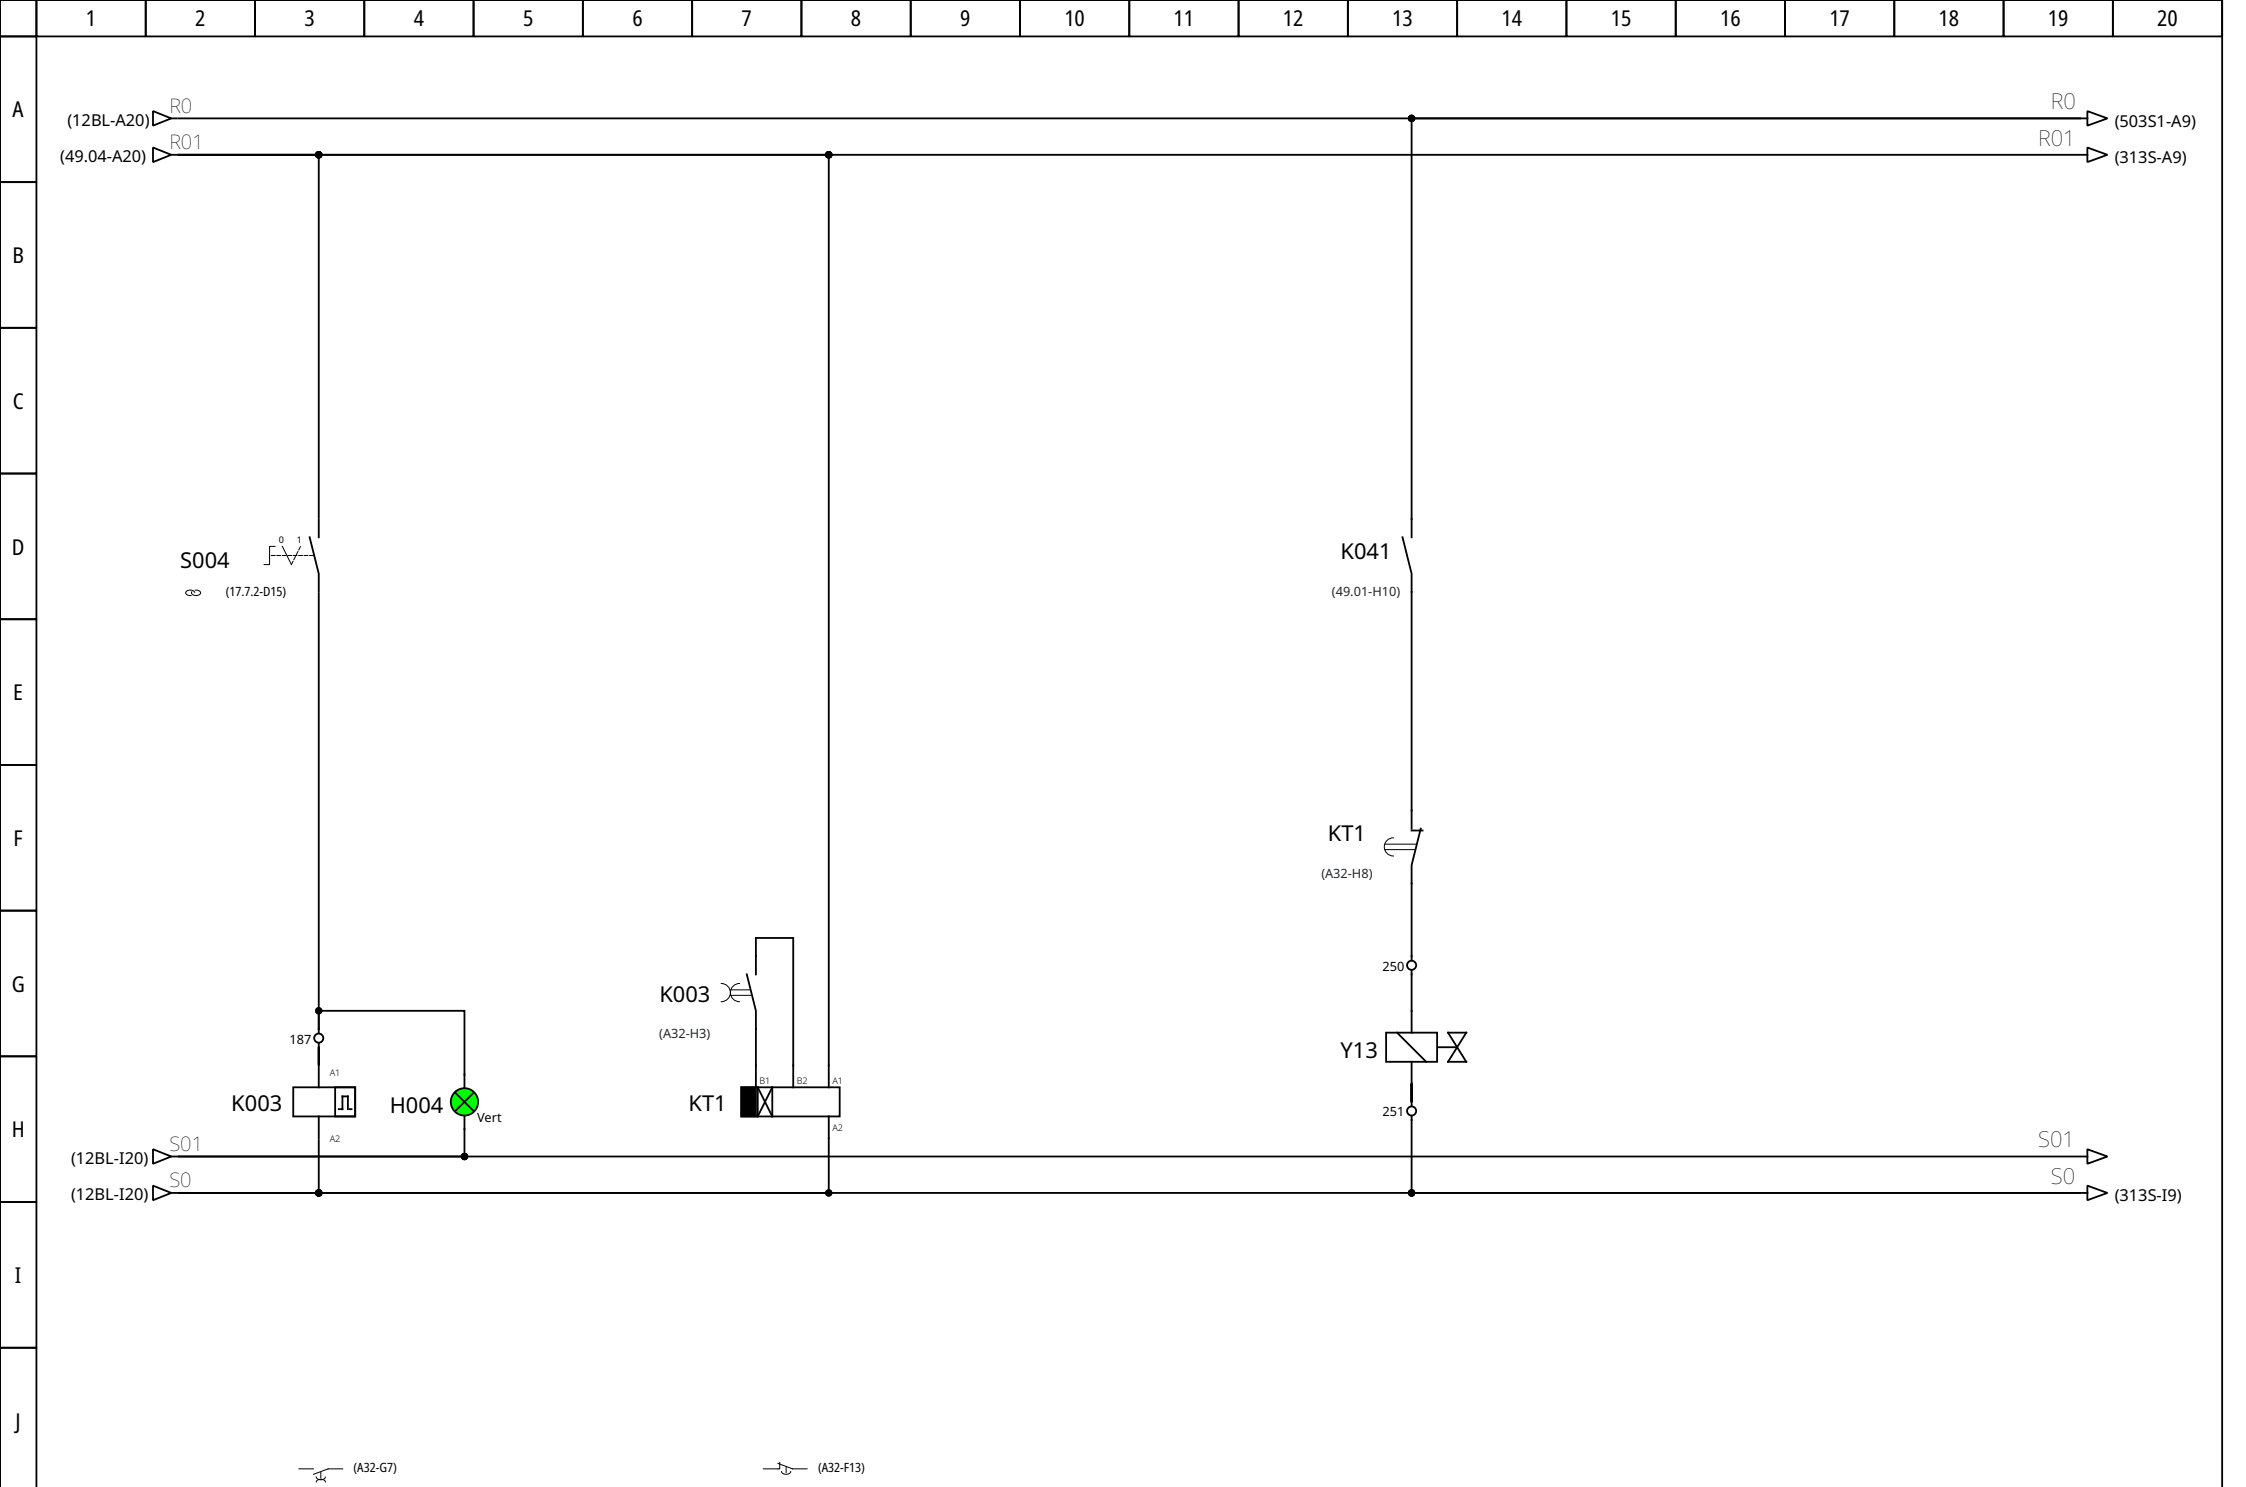 1 2 3 4 5 6 7 8 9 10 11 12 13 14 15 16 17 18 19 20
A
R0 R0
(12BL-A20) (503S1-A9)
R01 R01
(49.04-A20) (313S-A9)
B
C
D
0 1
S004 K041
(17.7.2-D15) (49.01-H10)
E
F
KT1
(A32-H8)
G
250
K003
(A32-H3)
187
Y13
A1 B1 B2 A1
K003 H004 Vert KT1 251
H
A2 A2
S01 S01
(12BL-I20)
S0 S0
(12BL-I20) (313S-I9)
I
J
(A32-G7) (A32-F13)